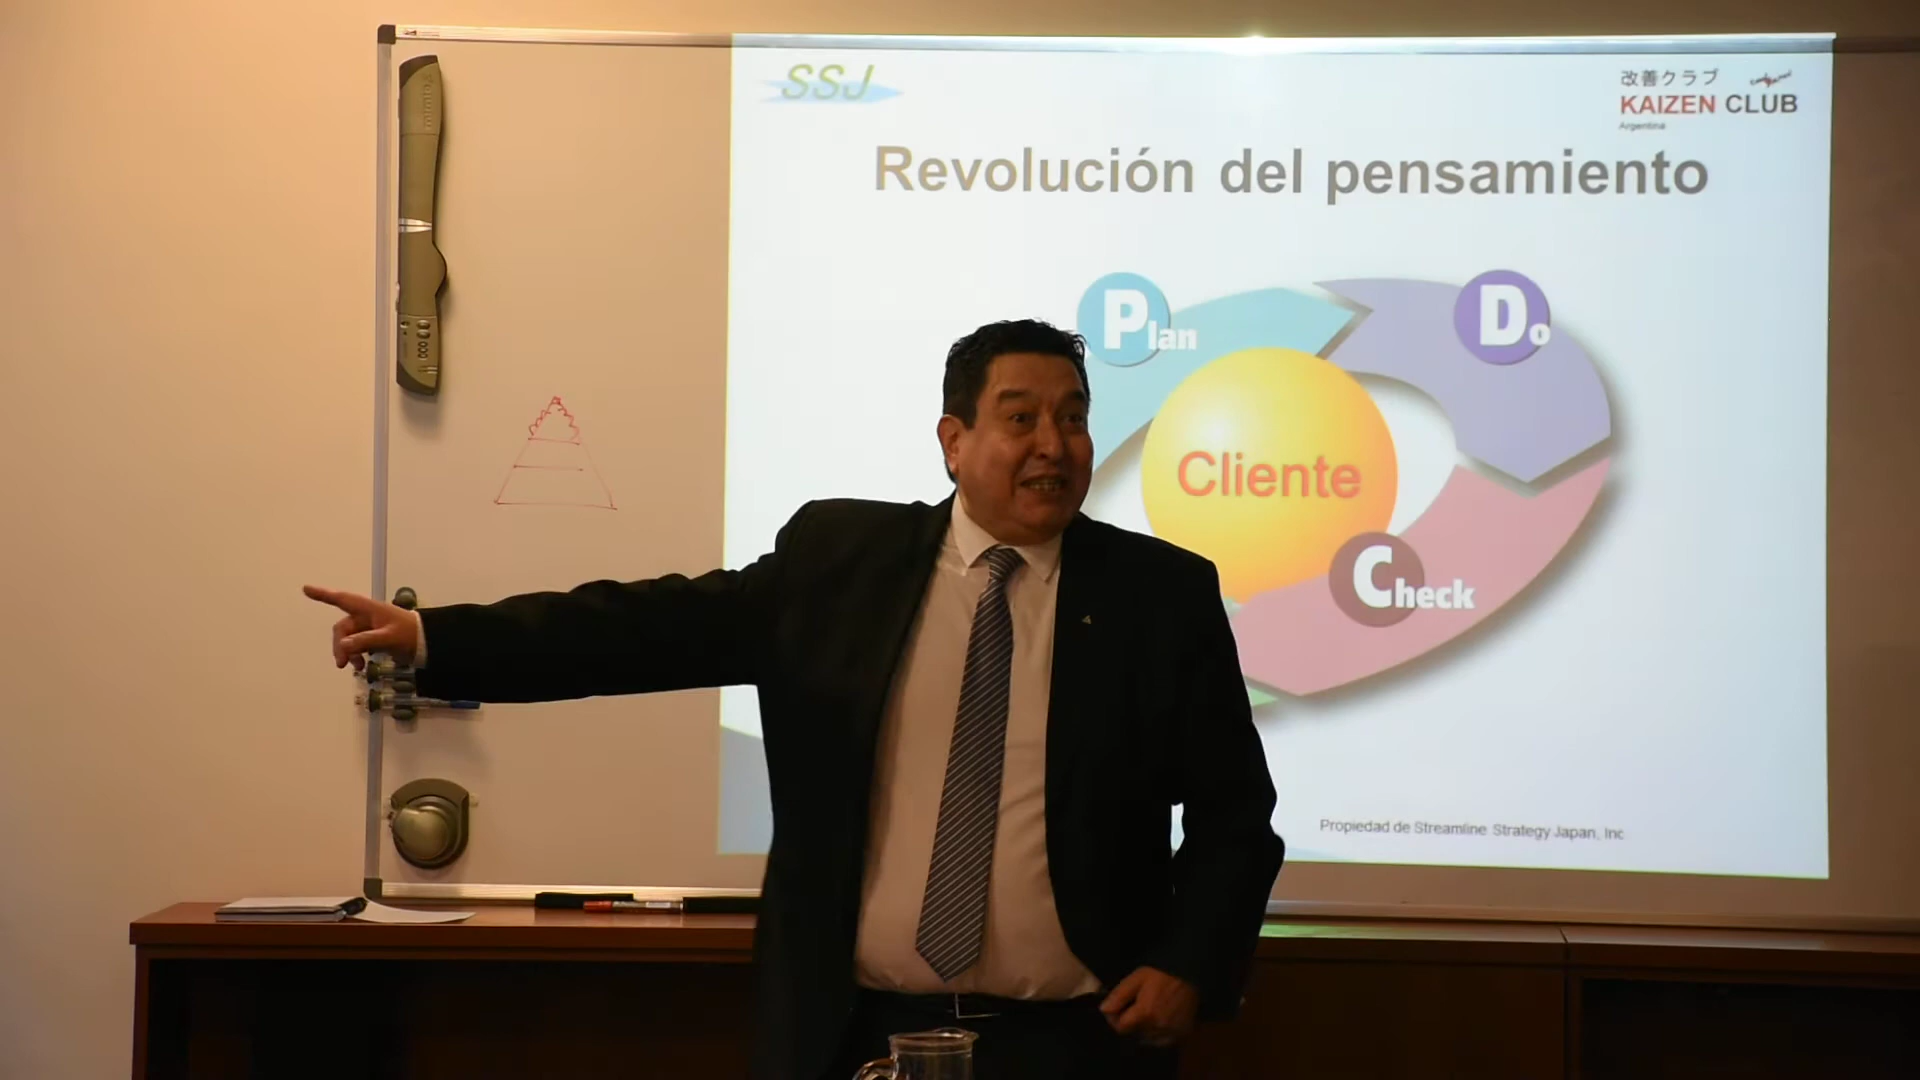 SSJ
改善クラブ
KAIZEN CLUB
Argentina
Revolución del pensamiento
Plan
Do
Cliente
Check
Propiedad de Streamline Strategy Japan, Inc